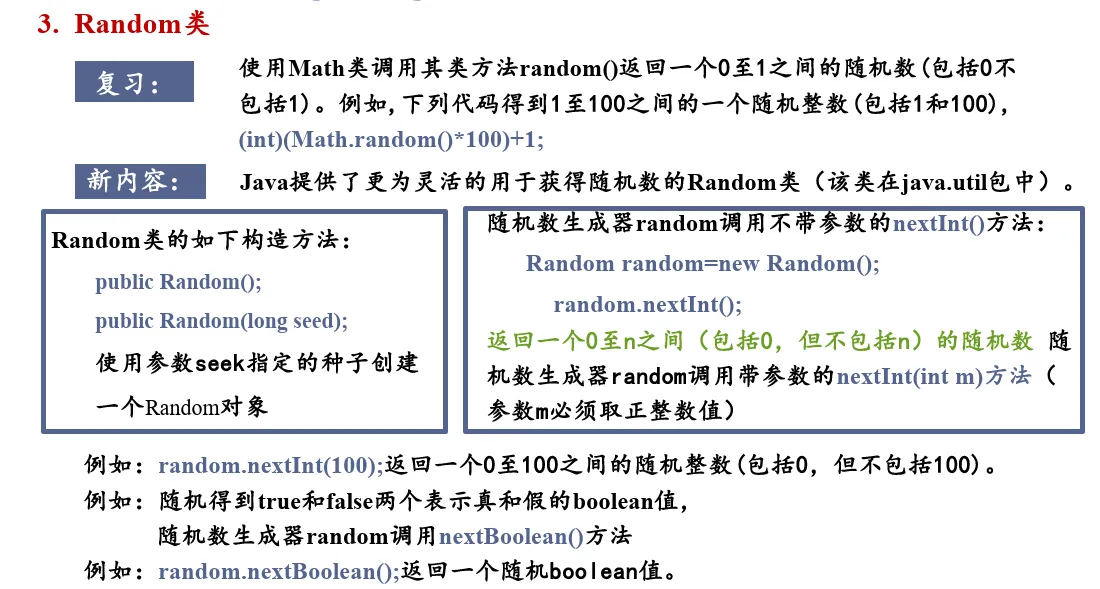 3. Random类
复习：
使用Math类调用其类方法random()返回一个0至1之间的随机数(包括0不
包括1)。例如,下列代码得到1至100之间的一个随机整数(包括1和100),
(int)(Math.random()*100)+1;
新内容：
Java提供了更为灵活的用于获得随机数的Random类（该类在java.util包中）。
Random类的如下构造方法：
public Random();
public Random(long seed);
使用参数seek指定的种子创建
一个Random对象
随机数生成器random调用不带参数的nextInt()方法：
Random random=new Random();
random.nextInt();
返回一个0至n之间（包括0，但不包括n）的随机数 随
机数生成器random调用带参数的nextInt(int m)方法（
参数m必须取正整数值）
例如：random.nextInt(100);返回一个0至100之间的随机整数(包括0，但不包括100)。
例如：随机得到true和false两个表示真和假的boolean值，
随机数生成器random调用nextBoolean()方法
例如：random.nextBoolean();返回一个随机boolean值。